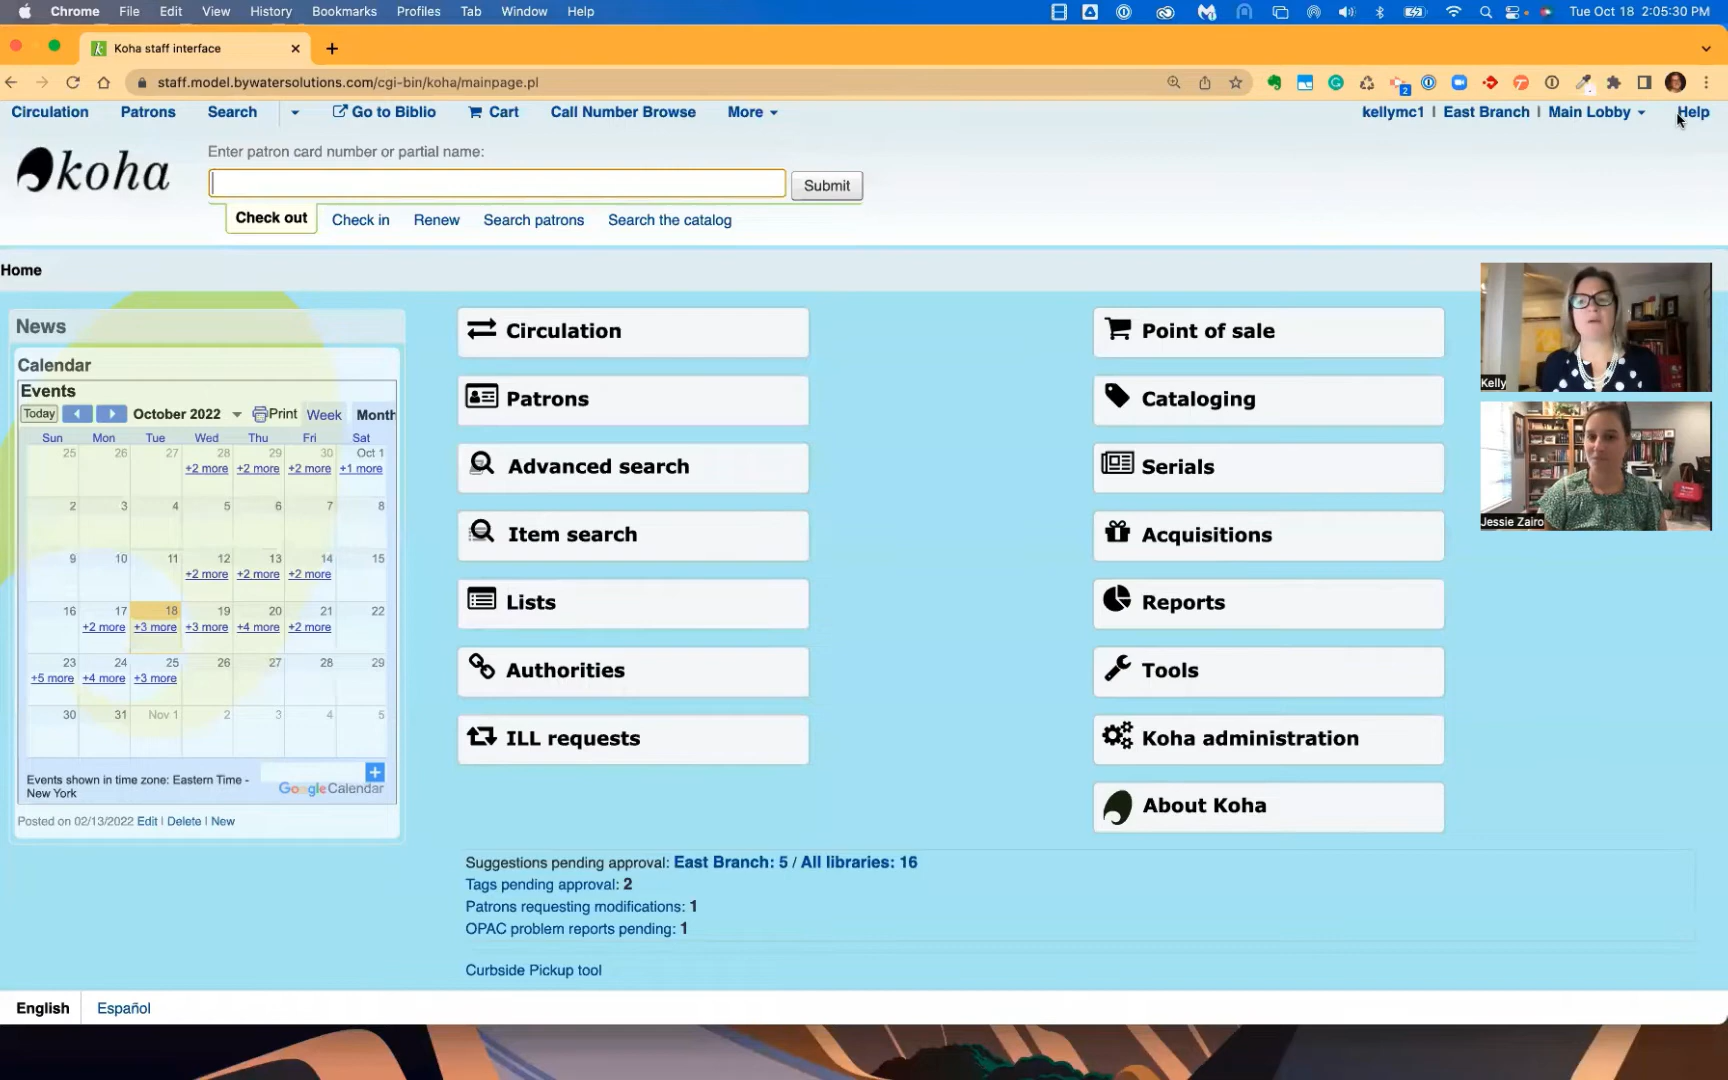 Chrome File Edit View History Bookmarks Profiles Tab Window Help Tue Oct 18 2:05:30 PM
Koha staff interface
staff.model.bywatersolutions.com/cgi-bin/koha/mainpage.pl
2
Circulation Patrons Search Go to Biblio Cart Call Number Browse More kellymc1 | East Branch | Main Lobby Help
koha
Enter patron card number or partial name:
Submit
Check out Check in Renew Search patrons Search the catalog
Home
News
Calendar
Events
Today October 2022 Print Week Month
Sun Mon Tue Wed Thu Fri Sat
25 26 27 28 29 30 Oct 1
+2 more +2 more +2 more +1 more
2 3 4 5 6 7 8
9 10 11 12 13 14 15
+2 more +2 more +2 more
16 17 18 19 20 21 22
+2 more +3 more +3 more +4 more +2 more
23 24 25 26 27 28 29
+5 more +4 more +3 more
30 31 Nov 1 2 3 4 5
Events shown in time zone: Eastern Time -
New York
Google Calendar
Posted on 02/13/2022 Edit | Delete | New
Circulation
Patrons
Advanced search
Item search
Lists
Authorities
ILL requests
Point of sale
Cataloging
Serials
Acquisitions
Reports
Tools
Koha administration
About Koha
Kelly
Jessie Zairo
Suggestions pending approval: East Branch: 5 / All libraries: 16
Tags pending approval: 2
Patrons requesting modifications: 1
OPAC problem reports pending: 1
Curbside Pickup tool
English Español